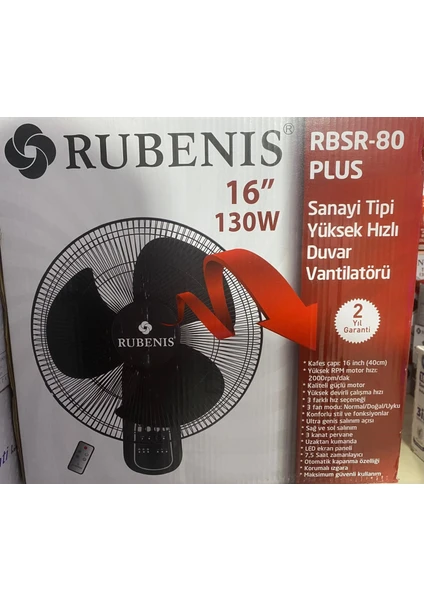 RUBENIS®
16”
130W
RUBENIS
RBSR-80
PLUS
Sanayi Tipi
Yüksek Hızlı
Duvar
Vantilatörü
2
Yıl
Garanti
• Kafes çapı: 16 inch (40cm)
• Yüksek RPM motor hızı:
2000rpm/dak
• Kaliteli güçlü motor
• Yüksek devirli çalışma hızı
• 3 farklı hız seçeneği
• 3 fan modu: Normal/Doğal/Uyku
• Konforlu stil ve fonksiyonlar
• Ultra geniş salınım açısı
• Sağ ve sol salınım
• 3 kanat pervane
• Uzaktan kumanda
• LED ekran paneli
• 7,5 Saat zamanlayıcı
• Otomatik kapanma özelliği
• Korumalı ızgara
• Maksimum güvenli kullanım